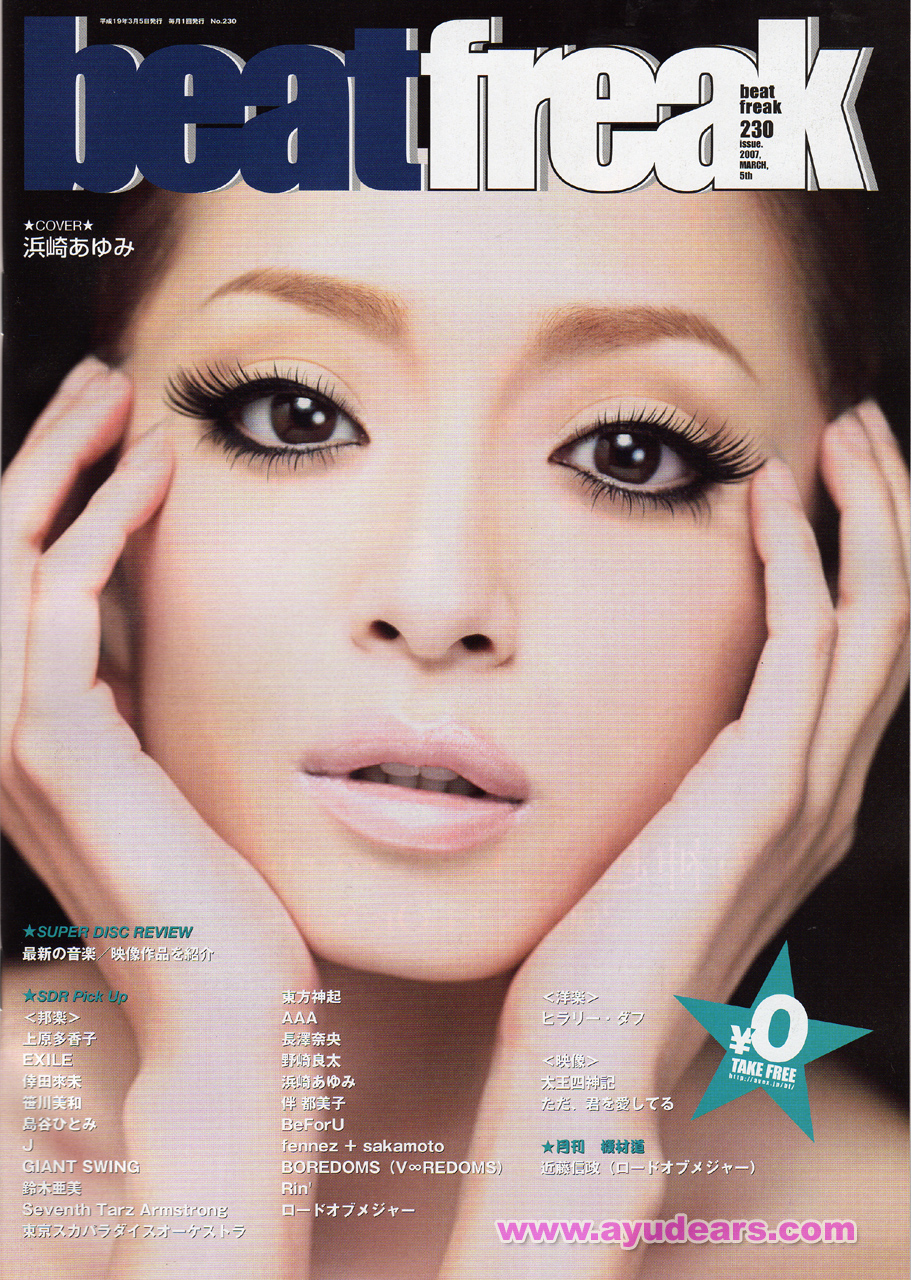 平成19年3月5日発行　毎月1回発行　No.230
beatfreak
beat
freak
230
issue.
2007,
MARCH,
5th
★COVER★
浜崎あゆみ
★SUPER DISC REVIEW
最新の音楽／映像作品を紹介
★SDR Pick Up
＜邦楽＞
上原多香子
EXILE
倖田來未
笹川美和
島谷ひとみ
J
GIANT SWING
鈴木亜美
Seventh Tarz Armstrong
東京スカパラダイスオーケストラ
東方神起
AAA
長澤奈央
野崎良太
浜崎あゆみ
伴 都美子
BeForU
fennez + sakamoto
BOREDOMS（V∞REDOMS）
Rin'
ロードオブメジャー
＜洋楽＞
ヒラリー・ダフ
＜映像＞
太王四神記
ただ、君を愛してる
★月刊　機材道
近藤信政（ロードオブメジャー）
¥0
TAKE FREE
http://avex.jp/bf/
www.ayudears.com